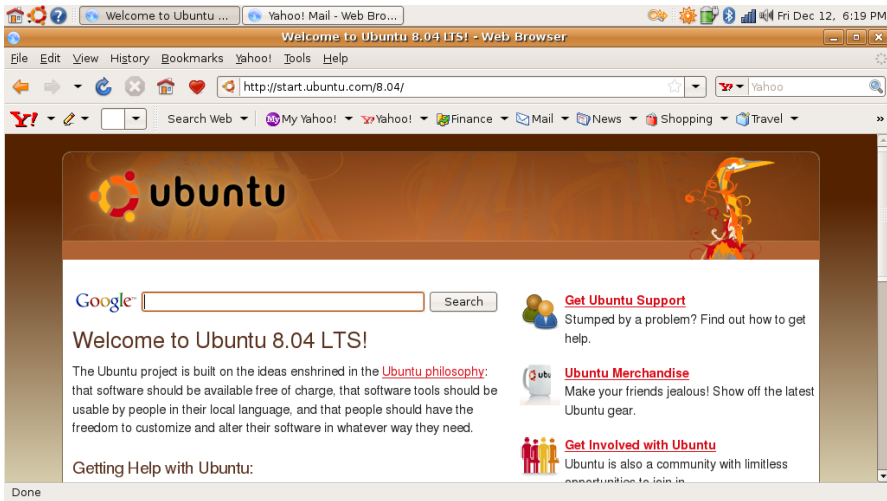 Welcome to Ubuntu ... Yahoo! Mail - Web Bro... Fri Dec 12, 6:19 PM
Welcome to Ubuntu 8.04 LTS! - Web Browser
File Edit View History Bookmarks Yahoo! Tools Help
http://start.ubuntu.com/8.04/ Yahoo
Y! Search Web My Yahoo! Yahoo! Finance Mail News Shopping Travel »
ubuntu
Google Search
Welcome to Ubuntu 8.04 LTS!
The Ubuntu project is built on the ideas enshrined in the Ubuntu philosophy:
that software should be available free of charge, that software tools should be
usable by people in their local language, and that people should have the
freedom to customize and alter their software in whatever way they need.
Getting Help with Ubuntu:
Get Ubuntu Support
Stumped by a problem? Find out how to get
help.
ubu
Ubuntu Merchandise
Make your friends jealous! Show off the latest
Ubuntu gear.
Get Involved with Ubuntu
Ubuntu is also a community with limitless
opportunities to join in
Done